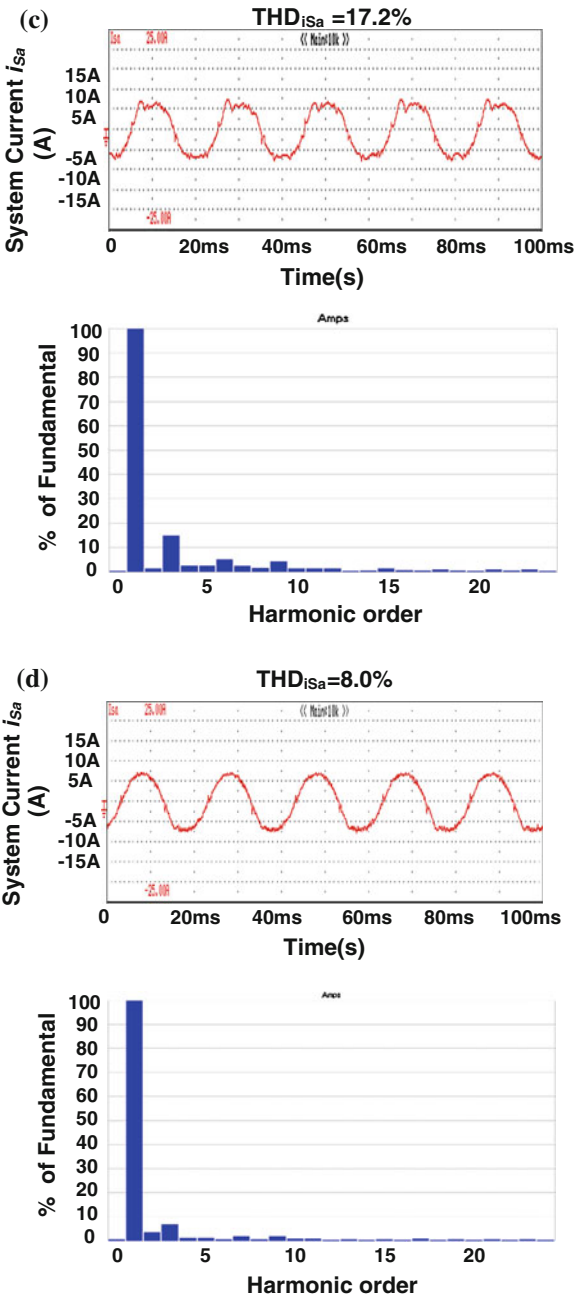 (c)
THDiSa =17.2%
Isa 25.00A << Main:10k >>
System Current iSa
(A)
15A
10A
5A
-5A
-10A
-15A
-25.00A
0 20ms 40ms 60ms 80ms 100ms
Time(s)
Amps
% of Fundamental
100
90
80
70
60
50
40
30
20
10
0
0 5 10 15 20
Harmonic order
(d)
THDiSa=8.0%
Isa 25.00A << Main:10k >>
System Current iSa
(A)
15A
10A
5A
-5A
-10A
-15A
-25.00A
0 20ms 40ms 60ms 80ms 100ms
Time(s)
Amps
% of Fundamental
100
90
80
70
60
50
40
30
20
10
0
0 5 10 15 20
Harmonic order